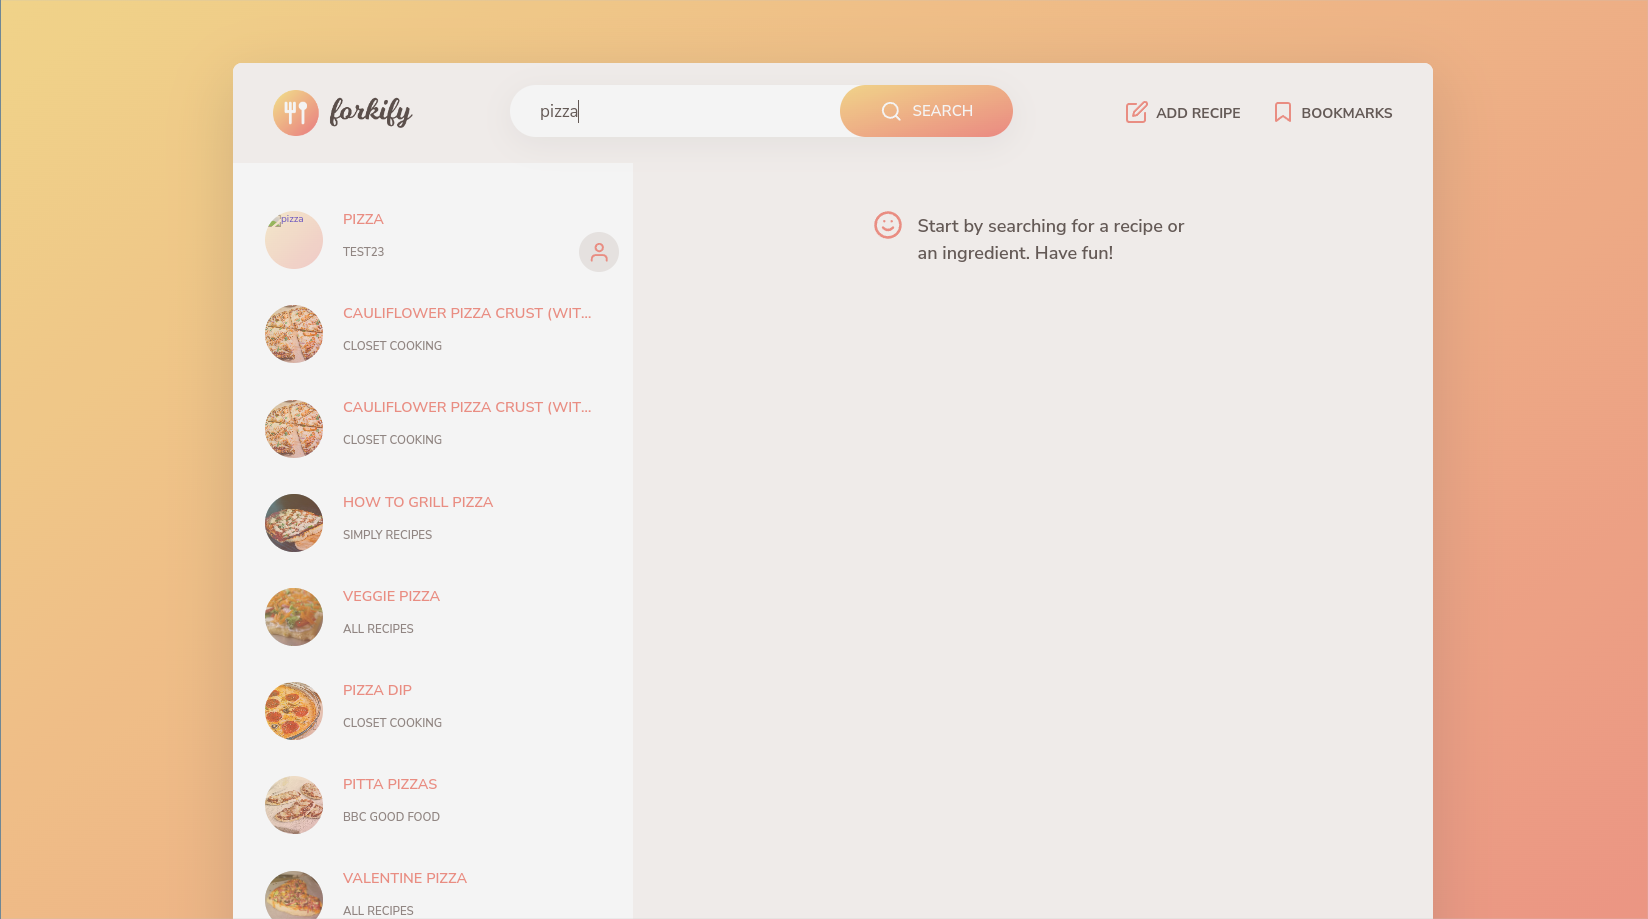 forkify
pizza
SEARCH
ADD RECIPE
BOOKMARKS
pizza
PIZZA
TEST23
CAULIFLOWER PIZZA CRUST (WIT...
CLOSET COOKING
CAULIFLOWER PIZZA CRUST (WIT...
CLOSET COOKING
HOW TO GRILL PIZZA
SIMPLY RECIPES
VEGGIE PIZZA
ALL RECIPES
PIZZA DIP
CLOSET COOKING
PITTA PIZZAS
BBC GOOD FOOD
VALENTINE PIZZA
ALL RECIPES
Start by searching for a recipe or
an ingredient. Have fun!